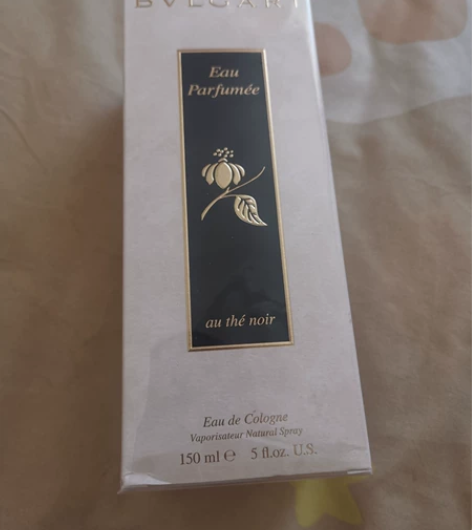 BVLGARI
Eau
Parfumée
au thé noir
Eau de Cologne
Vaporisateur Natural Spray
150 ml ℮ 5 fl.oz. U.S.